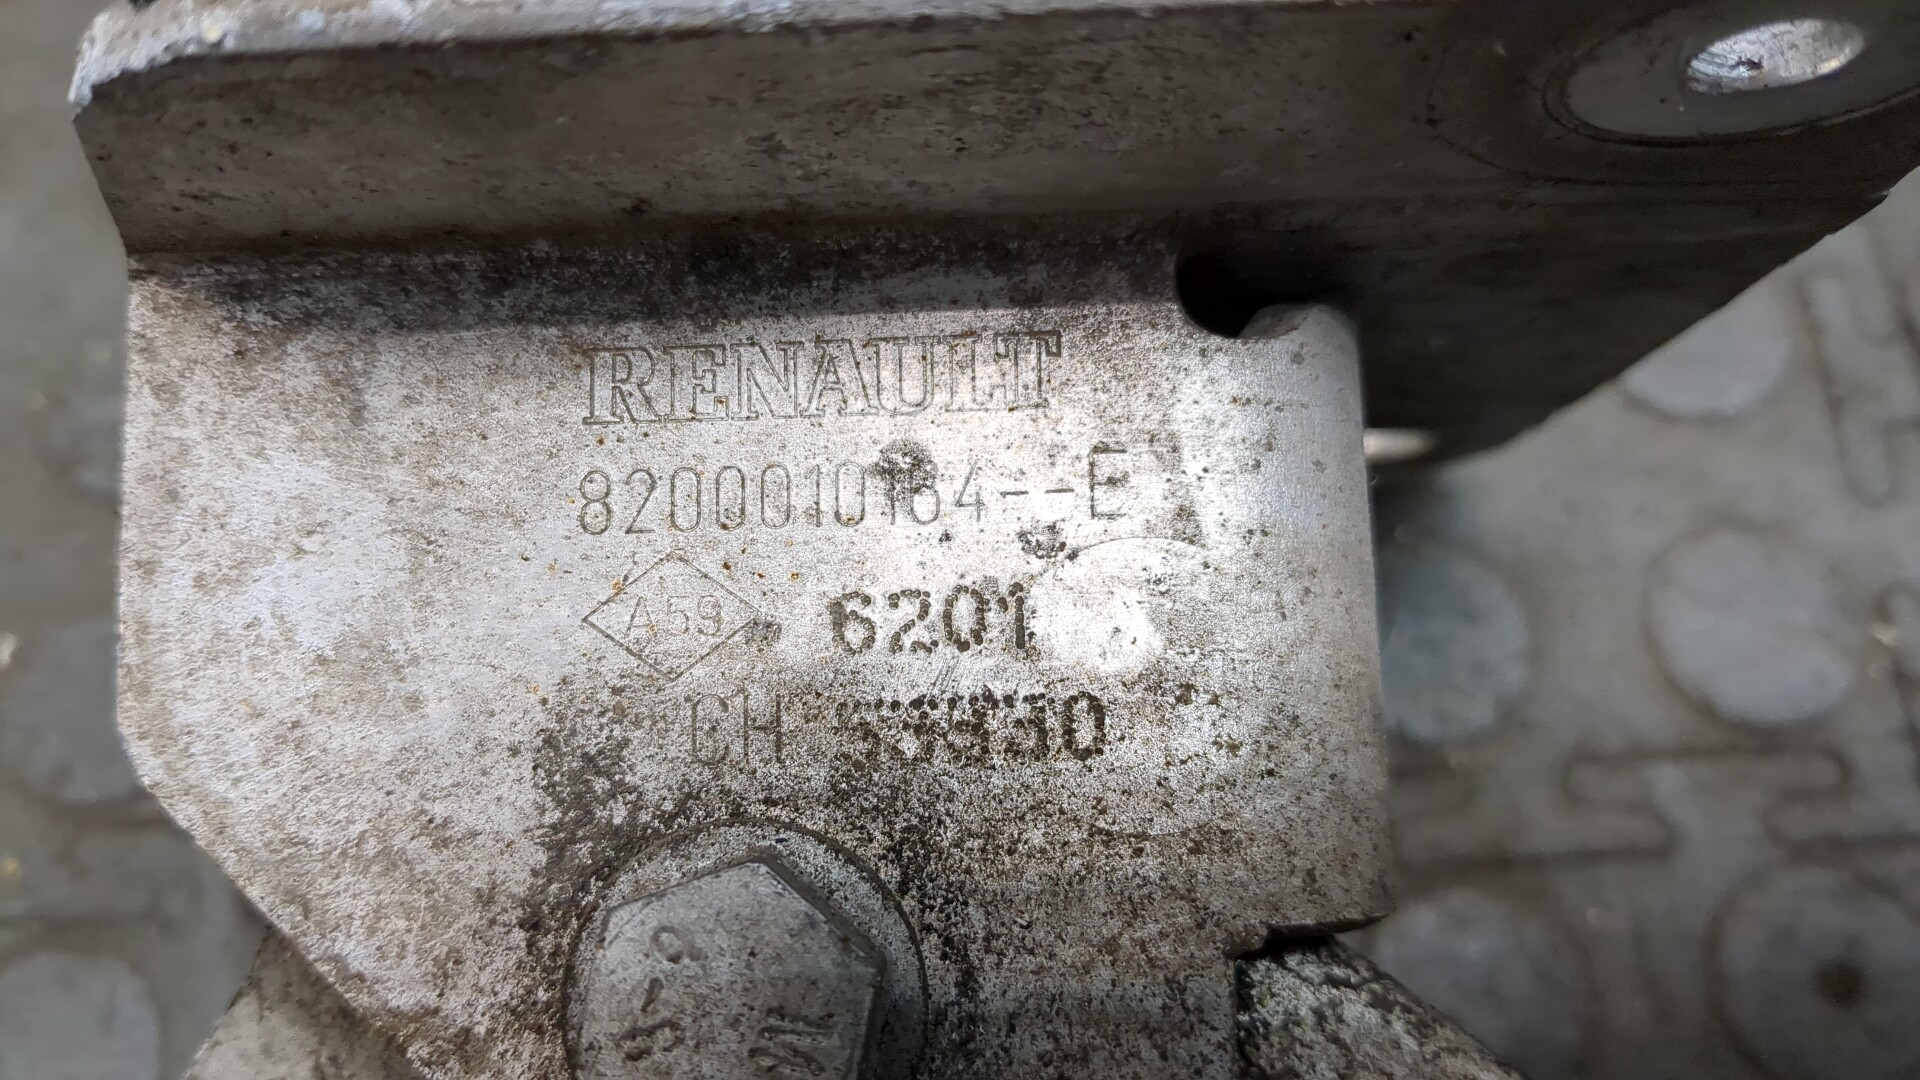 RENAULT
8200010164--E
A59 6201
CH